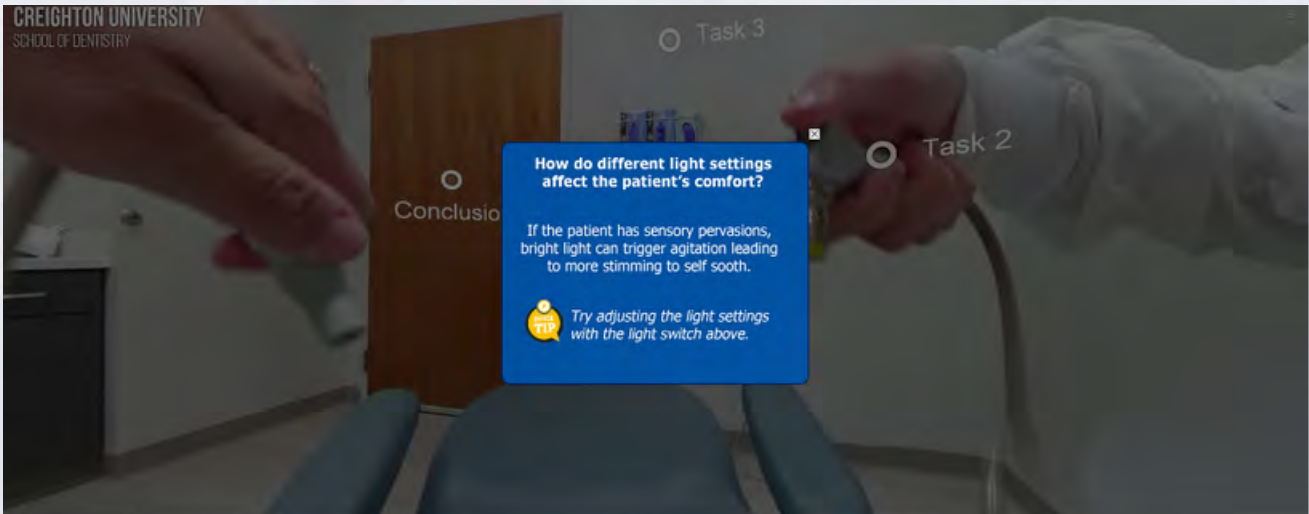 CREIGHTON UNIVERSITY
SCHOOL OF DENTISTRY
Task 3
Task 2
Conclusio
How do different light settings
affect the patient's comfort?
If the patient has sensory pervasions,
bright light can trigger agitation leading
to more stimming to self sooth.
TIP
Try adjusting the light settings
with the light switch above.